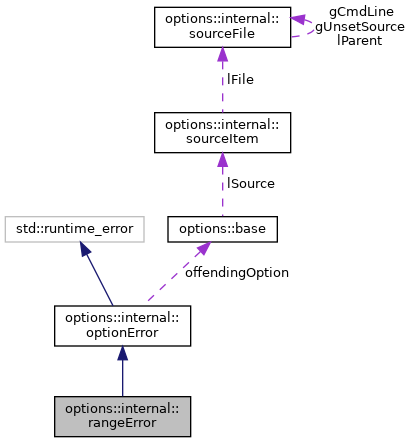 options::internal::
sourceFile
gCmdLine
gUnsetSource
lParent
lFile
options::internal::
sourceItem
lSource
std::runtime_error
options::base
offendingOption
options::internal::
optionError
options::internal::
rangeError